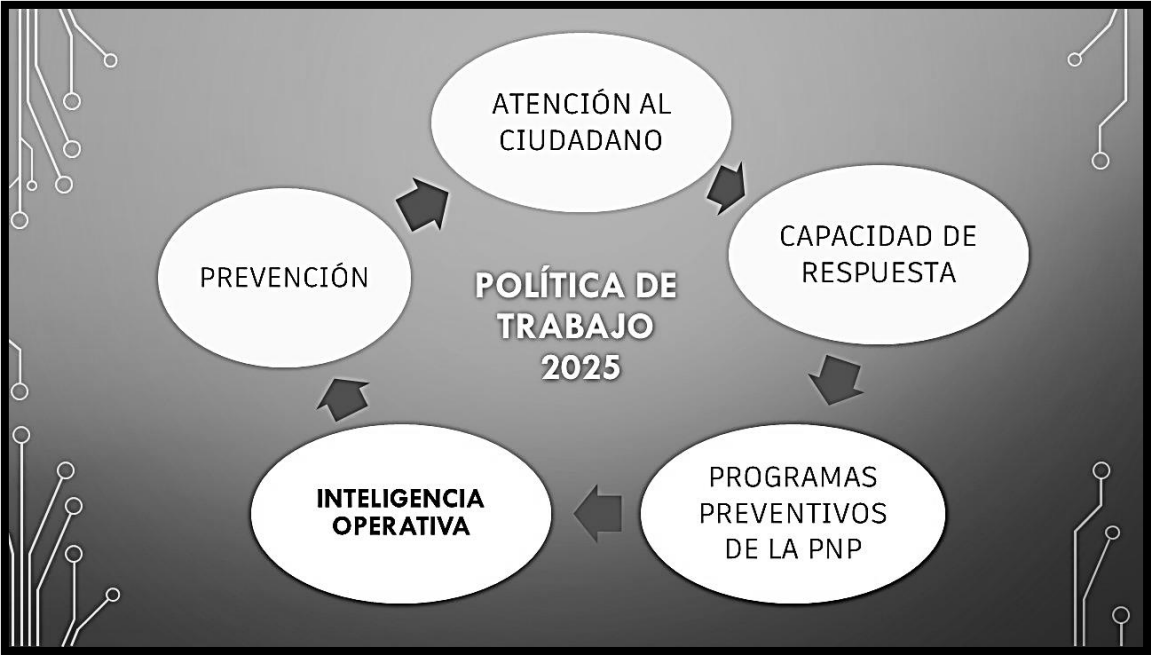 ATENCIÓN AL
CIUDADANO
CAPACIDAD DE
RESPUESTA
PROGRAMAS
PREVENTIVOS
DE LA PNP
INTELIGENCIA
OPERATIVA
PREVENCIÓN
POLÍTICA DE
TRABAJO
2025